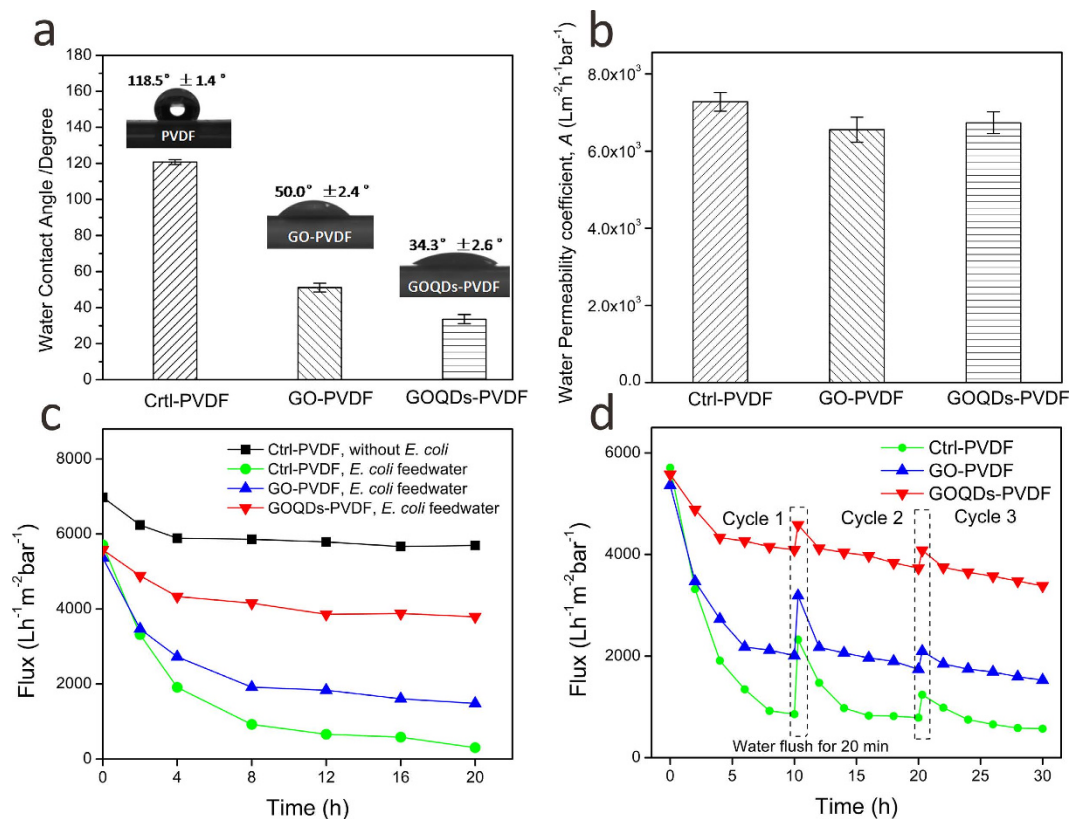 a
Water Contact Angle /Degree
180
160
140
120
100
80
60
40
20
0
118.5° ±1.4°
PVDF
50.0° ±2.4°
GO-PVDF
34.3° ±2.6°
GOQDs-PVDF
Crtl-PVDF GO-PVDF GOQDs-PVDF
b
Water Permeability coefficient, A (Lm⁻²h⁻¹bar⁻¹)
8.0x10³
6.0x10³
4.0x10³
2.0x10³
0.0
Ctrl-PVDF GO-PVDF GOQDs-PVDF
c
Flux (Lh⁻¹m⁻²bar⁻¹)
8000
6000
4000
2000
0
Ctrl-PVDF, without E. coli
Ctrl-PVDF, E. coli feedwater
GO-PVDF, E. coli feedwater
GOQDs-PVDF, E. coli feedwater
0 4 8 12 16 20
Time (h)
d
Flux (Lh⁻¹m⁻²bar⁻¹)
6000
4000
2000
0
Ctrl-PVDF
GO-PVDF
GOQDs-PVDF
Cycle 1 Cycle 2 Cycle 3
Water flush for 20 min
0 5 10 15 20 25 30
Time (h)